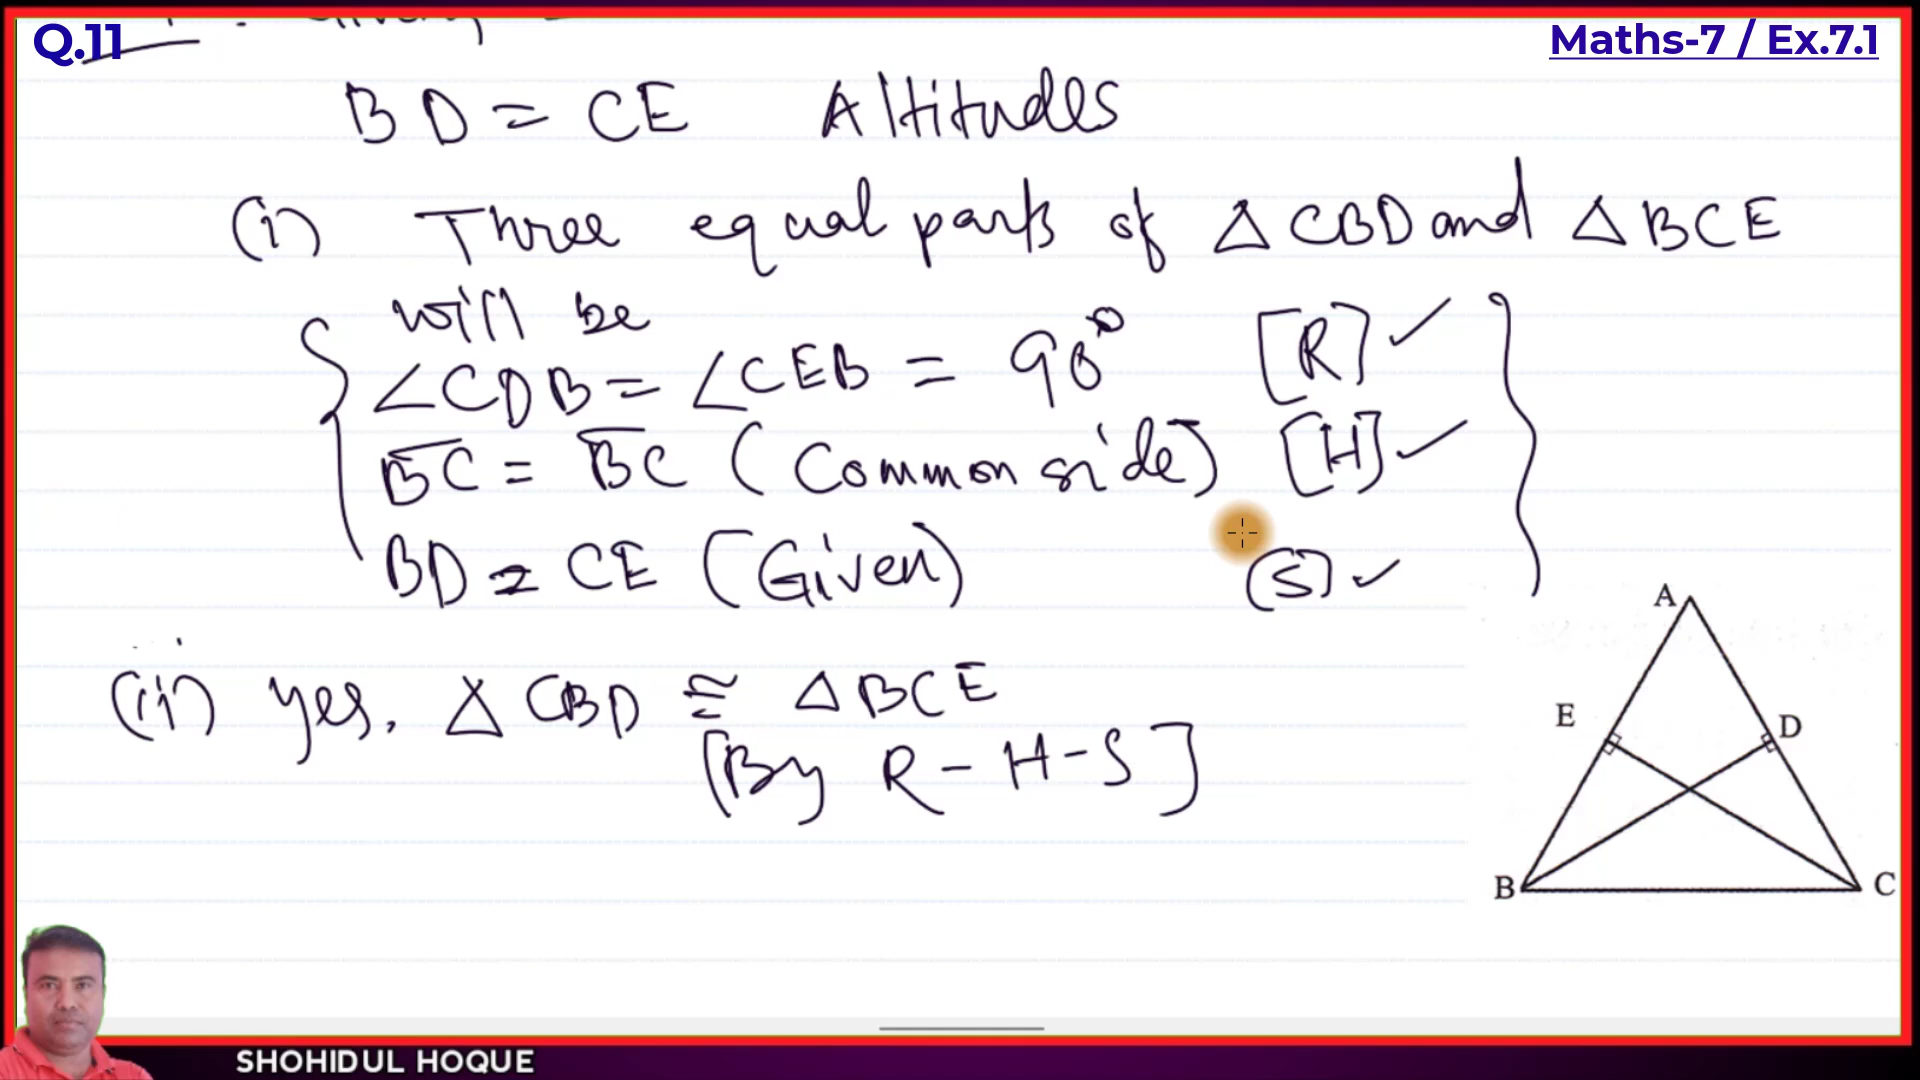 Q.11
Maths-7 / Ex.7.1
BD = CE Altitudes
(i) Three equal parts of △CBD and △BCE
will be
∠CDB = ∠CEB = 90° [R] ✓
BC = BC (Common side) [H] ✓
BD = CE (Given) (S] ✓
(ii) yes, △CBD ≅ △BCE
[By R-H-S]
A
E
D
B
C
SHOHIDUL HOQUE